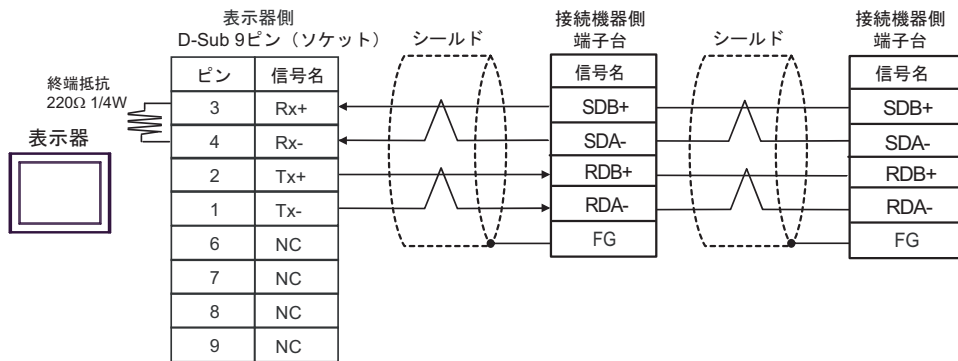 表示器側
D-Sub 9ピン（ソケット）
シールド
接続機器側
端子台
シールド
接続機器側
端子台
終端抵抗
220Ω 1/4W
表示器
ピン 信号名
3 Rx+
4 Rx-
2 Tx+
1 Tx-
6 NC
7 NC
8 NC
9 NC
信号名
SDB+
SDA-
RDB+
RDA-
FG
信号名
SDB+
SDA-
RDB+
RDA-
FG